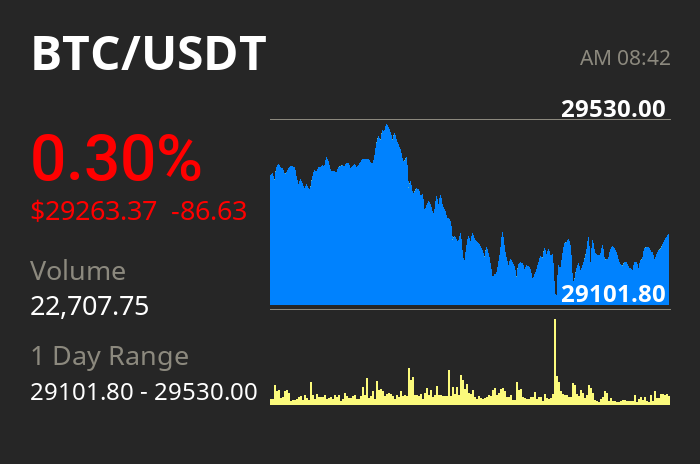 BTC/USDT
AM 08:42
29530.00
0.30%
$29263.37 -86.63
Volume
22,707.75
29101.80
1 Day Range
29101.80 - 29530.00